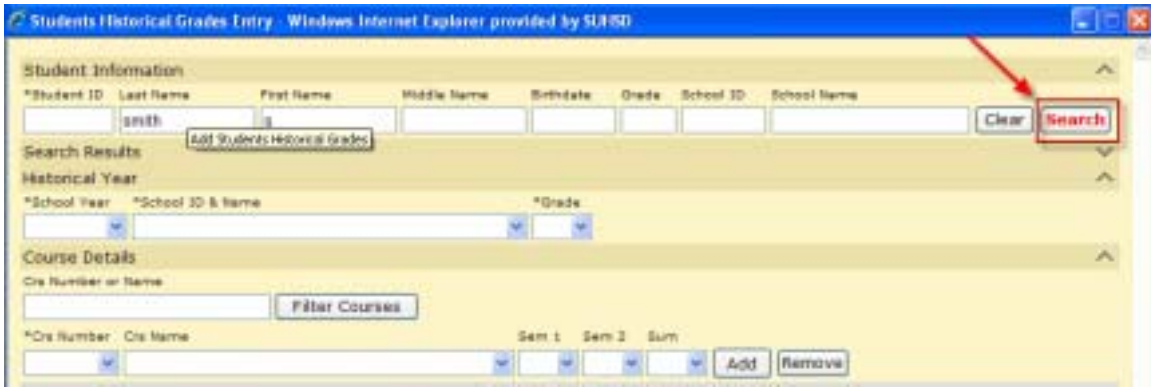 Students Historical Grades Entry - Windows Internet Explorer provided by SUHSD
Student Information
*Student ID Last Name First Name Middle Name Birthdate Grade School ID School Name
smith s Clear Search
Add Students Historical Grades
Search Results
Historical Year
*School Year *School ID & Name *Grade
Course Details
Crs Number or Name
Filter Courses
*Crs Number Crs Name Sem 1 Sem 2 Sum
Add Remove